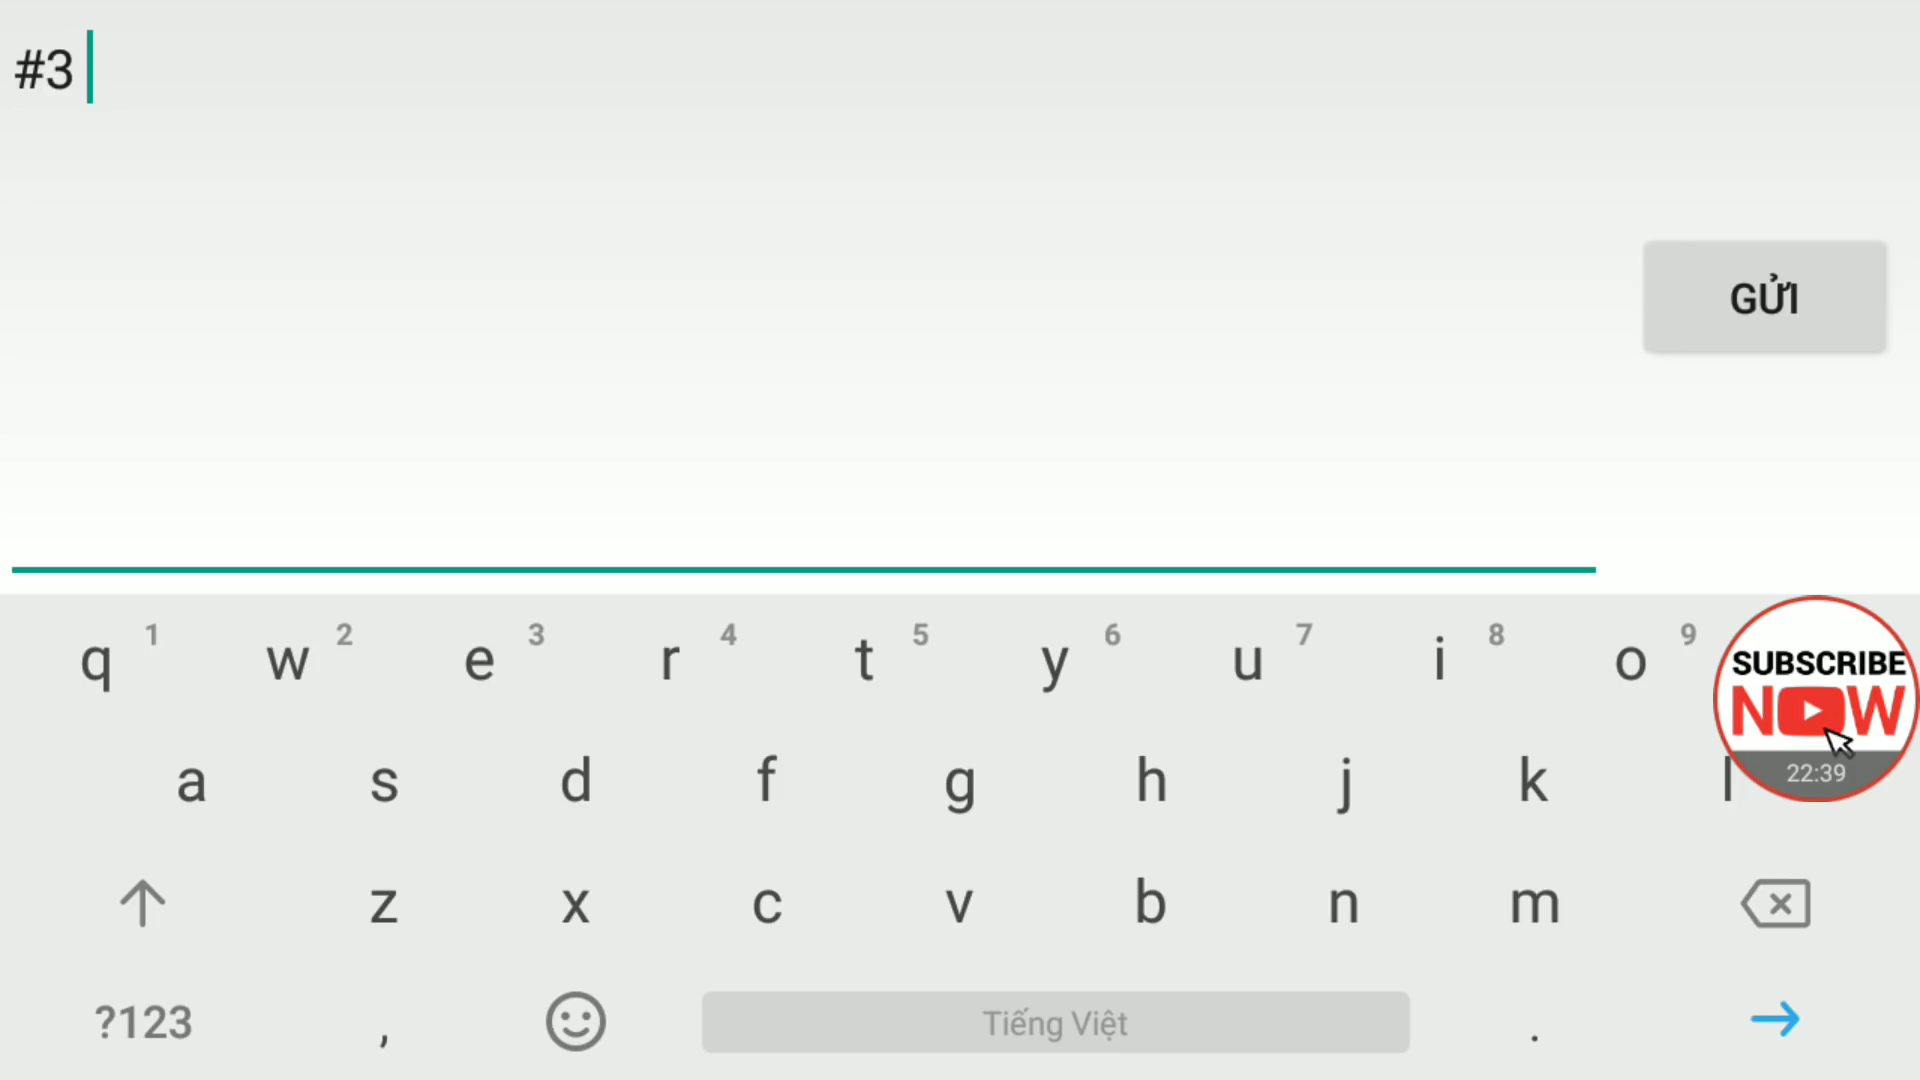 #3
GỬI
q 1 w 2 e 3 r 4 t 5 y 6 u 7 i 8 o 9
SUBSCRIBE
NOW
22:39
a s d f g h j k l
z x c v b n m
?123 , Tiếng Việt .